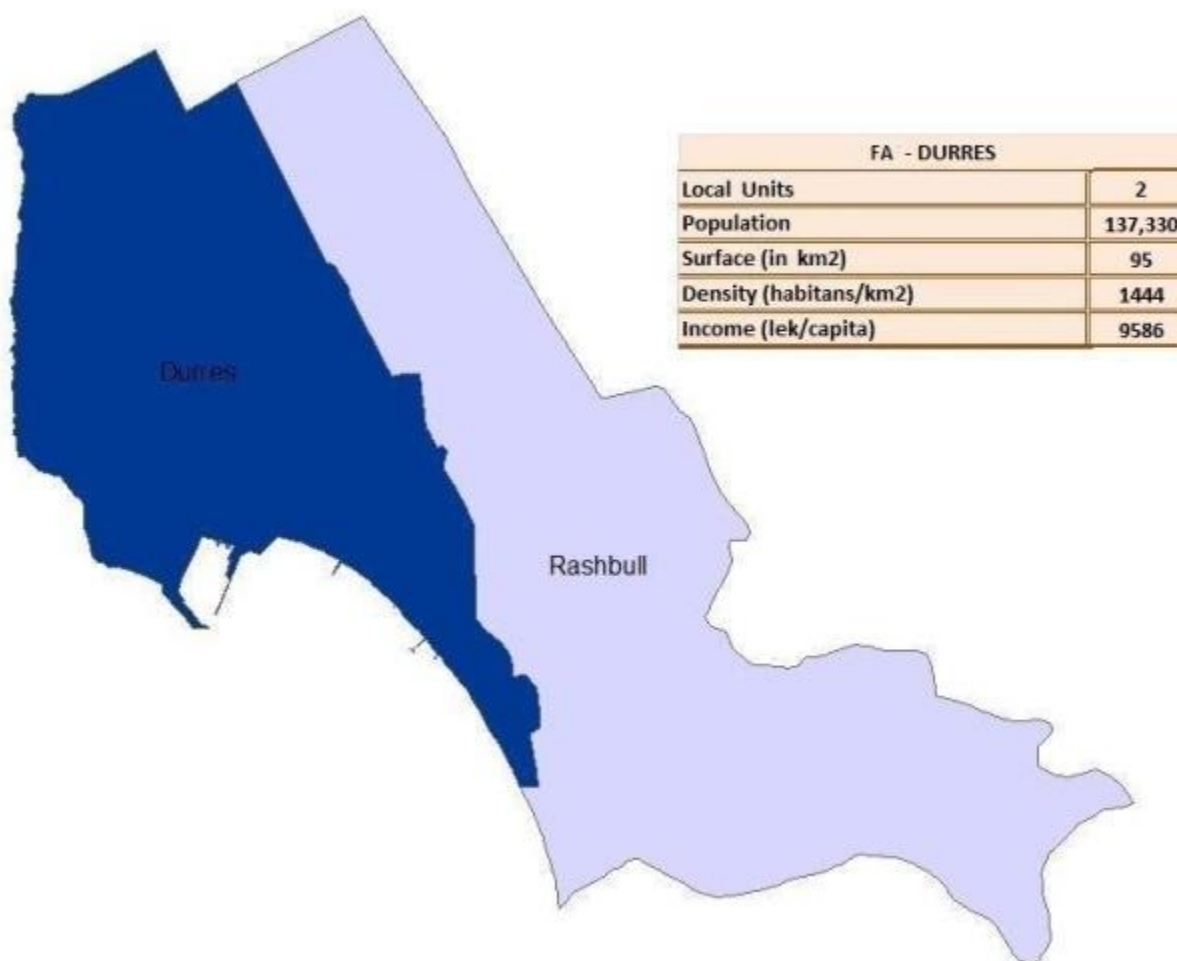 FA - DURRES
Local Units 2
Population 137,330
Surface (in km2) 95
Density (habitans/km2) 1444
Income (lek/capita) 9586
Durres
Rashbull